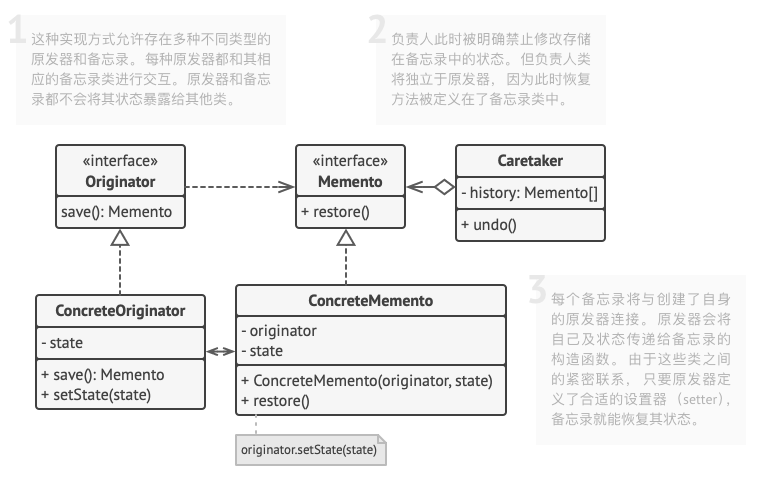 1
这种实现方式允许存在多种不同类型的
原发器和备忘录。每种原发器都和其相
应的备忘录类进行交互。原发器和备忘
录都不会将其状态暴露给其他类。
2
负责人此时被明确禁止修改存储
在备忘录中的状态。但负责人类
将独立于原发器，因为此时恢复
方法被定义在了备忘录类中。
«interface»
Originator
save(): Memento
«interface»
Memento
+ restore()
Caretaker
- history: Memento[]
+ undo()
ConcreteOriginator
- state
+ save(): Memento
+ setState(state)
ConcreteMemento
- originator
- state
+ ConcreteMemento(originator, state)
+ restore()
originator.setState(state)
3
每个备忘录将与创建了自身
的原发器连接。原发器会将
自己及状态传递给备忘录的
构造函数。由于这些类之间
的紧密联系，只要原发器定
义了合适的设置器（setter），
备忘录就能恢复其状态。